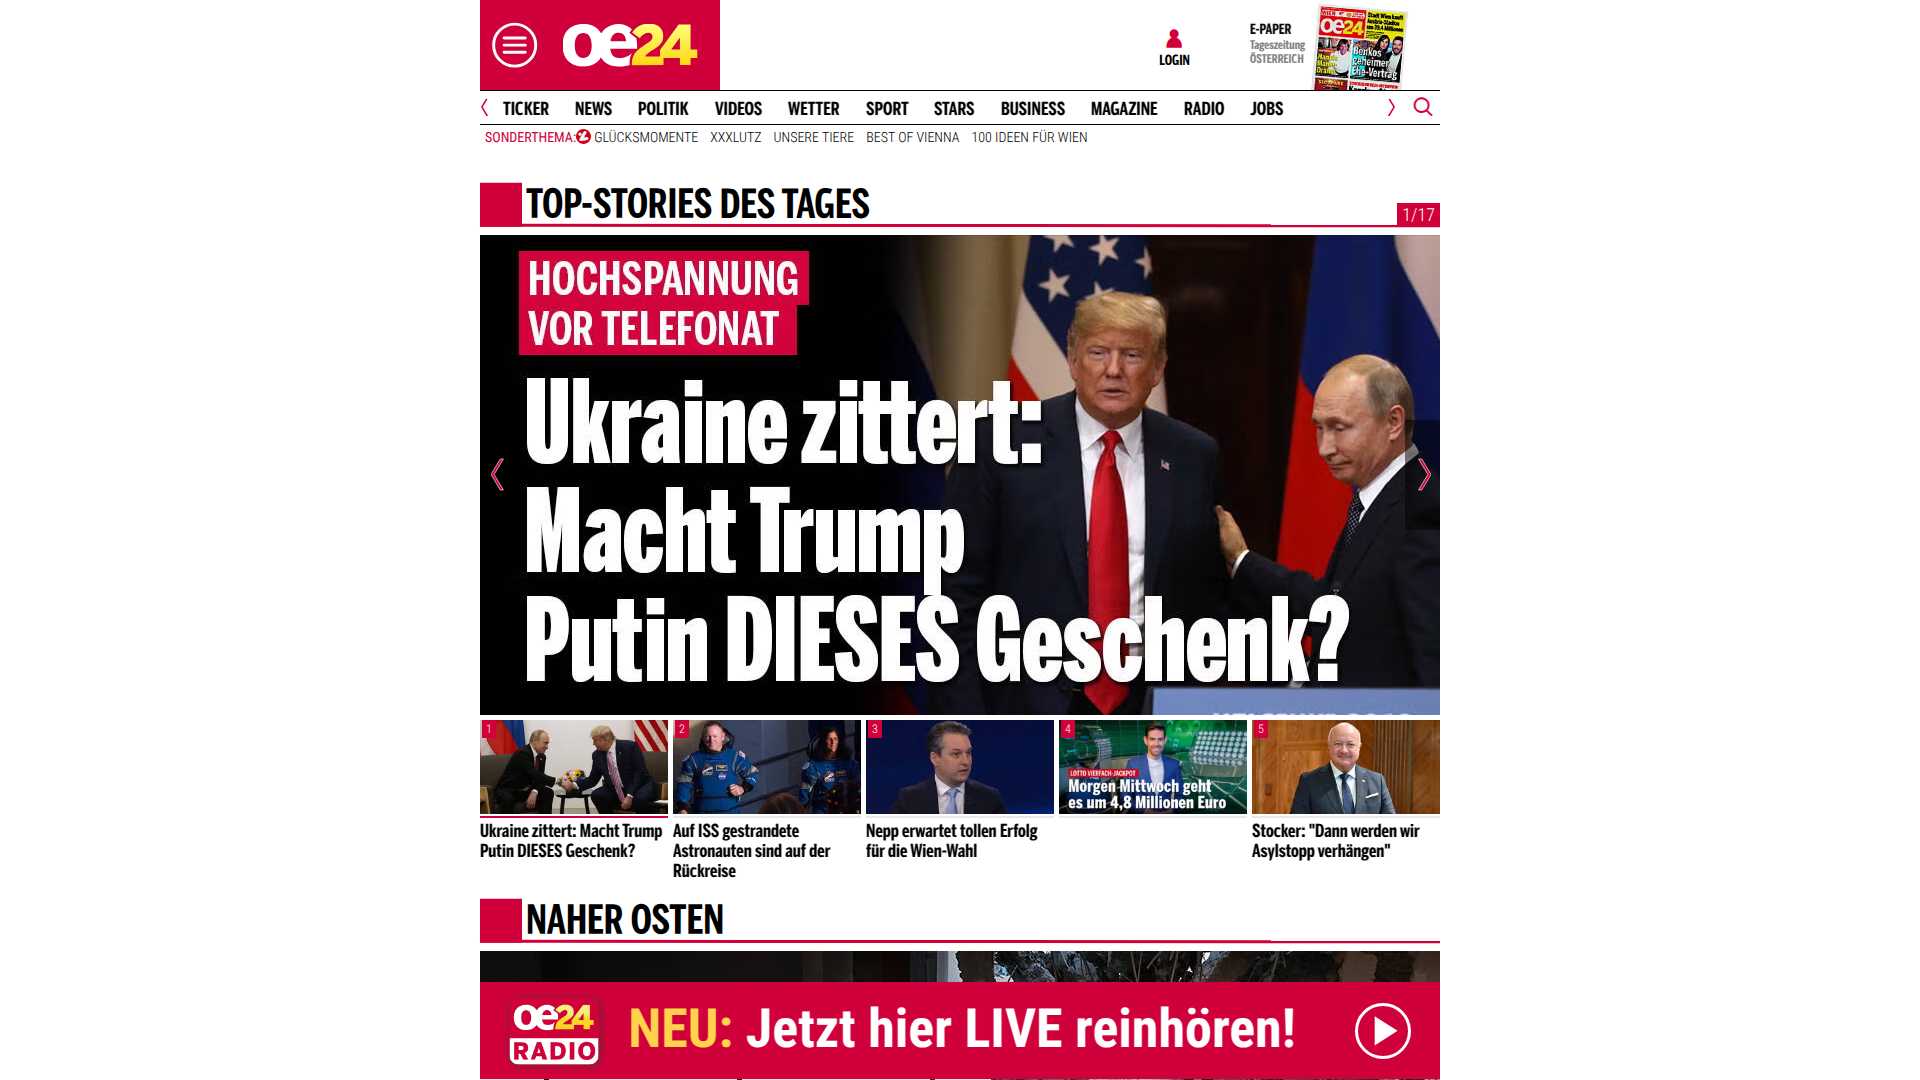 oe24
LOGIN
E-PAPER
Tageszeitung
ÖSTERREICH
oe24
Benkos
geheimer
Ehe-Vertrag
TICKER NEWS POLITIK VIDEOS WETTER SPORT STARS BUSINESS MAGAZINE RADIO JOBS
SONDERTHEMA: GLÜCKSMOMENTE XXXLUTZ UNSERE TIERE BEST OF VIENNA 100 IDEEN FÜR WIEN
TOP-STORIES DES TAGES
1/17
HOCHSPANNUNG
VOR TELEFONAT
Ukraine zittert:
Macht Trump
Putin DIESES Geschenk?
1
2
3
4
5
LOTTO VIERFACH-JACKPOT
Morgen Mittwoch geht
es um 4,8 Millionen Euro
Ukraine zittert: Macht Trump
Putin DIESES Geschenk?
Auf ISS gestrandete
Astronauten sind auf der
Rückreise
Nepp erwartet tollen Erfolg
für die Wien-Wahl
Stocker: "Dann werden wir
Asylstopp verhängen"
NAHER OSTEN
oe24
RADIO
NEU: Jetzt hier LIVE reinhören!